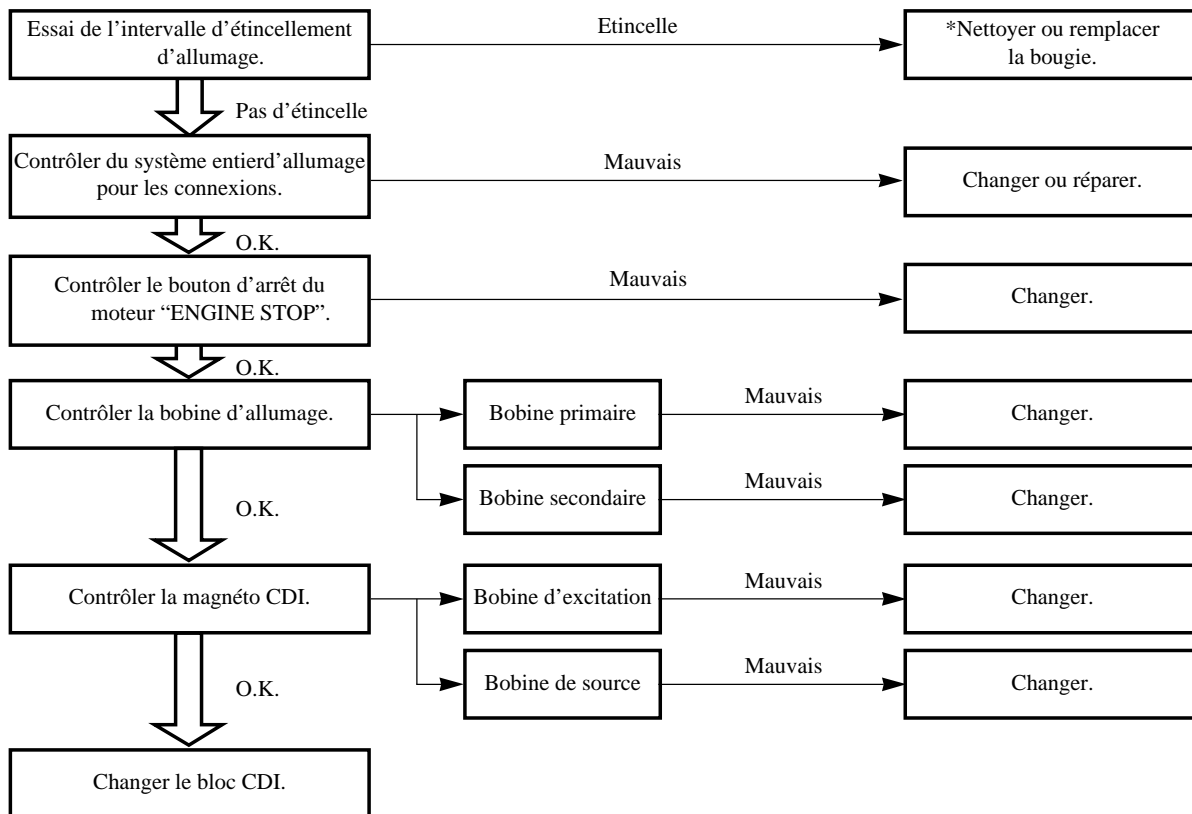 Essai de l’intervalle d’étincellement
d’allumage.
Etincelle
*Nettoyer ou remplacer
la bougie.
Pas d’étincelle
Contrôler du système entierd’allumage
pour les connexions.
Mauvais
Changer ou réparer.
O.K.
Contrôler le bouton d’arrêt du
moteur “ENGINE STOP”.
Mauvais
Changer.
O.K.
Contrôler la bobine d’allumage.
Bobine primaire
Mauvais
Changer.
Bobine secondaire
Mauvais
Changer.
O.K.
Contrôler la magnéto CDI.
Bobine d’excitation
Mauvais
Changer.
Bobine de source
Mauvais
Changer.
O.K.
Changer le bloc CDI.